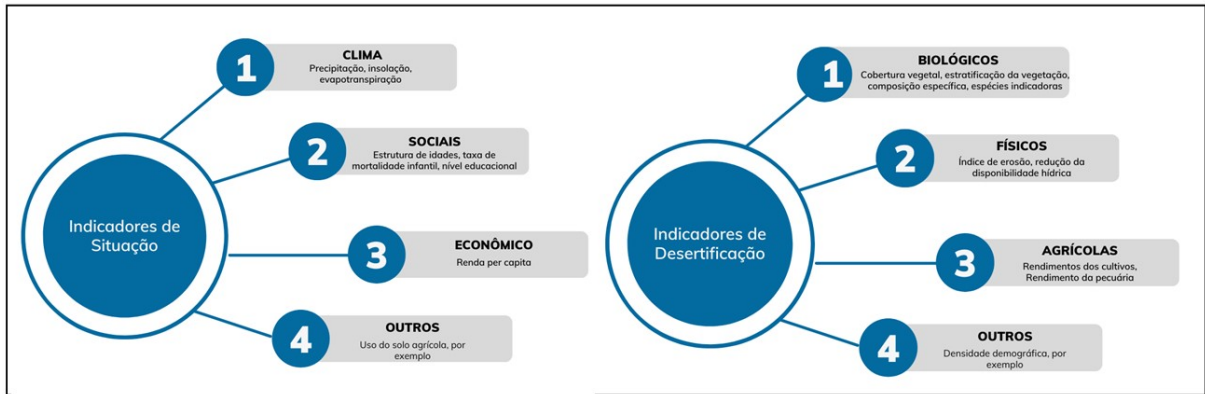 Indicadores de
Situação
1
CLIMA
Precipitação, insolação,
evapotranspiração
2
SOCIAIS
Estrutura de idades, taxa de
mortalidade infantil, nível educacional
3
ECONÔMICO
Renda per capita
4
OUTROS
Uso do solo agrícola, por
exemplo
Indicadores de
Desertificação
1
BIOLÓGICOS
Cobertura vegetal, estratificação da vegetação,
composição específica, espécies indicadoras
2
FÍSICOS
Índice de erosão, redução da
disponibilidade hídrica
3
AGRÍCOLAS
Rendimentos dos cultivos,
Rendimento da pecuária
4
OUTROS
Densidade demográfica, por
exemplo